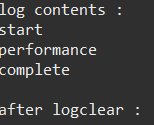 log contents :
start
performance
complete

after logclear :